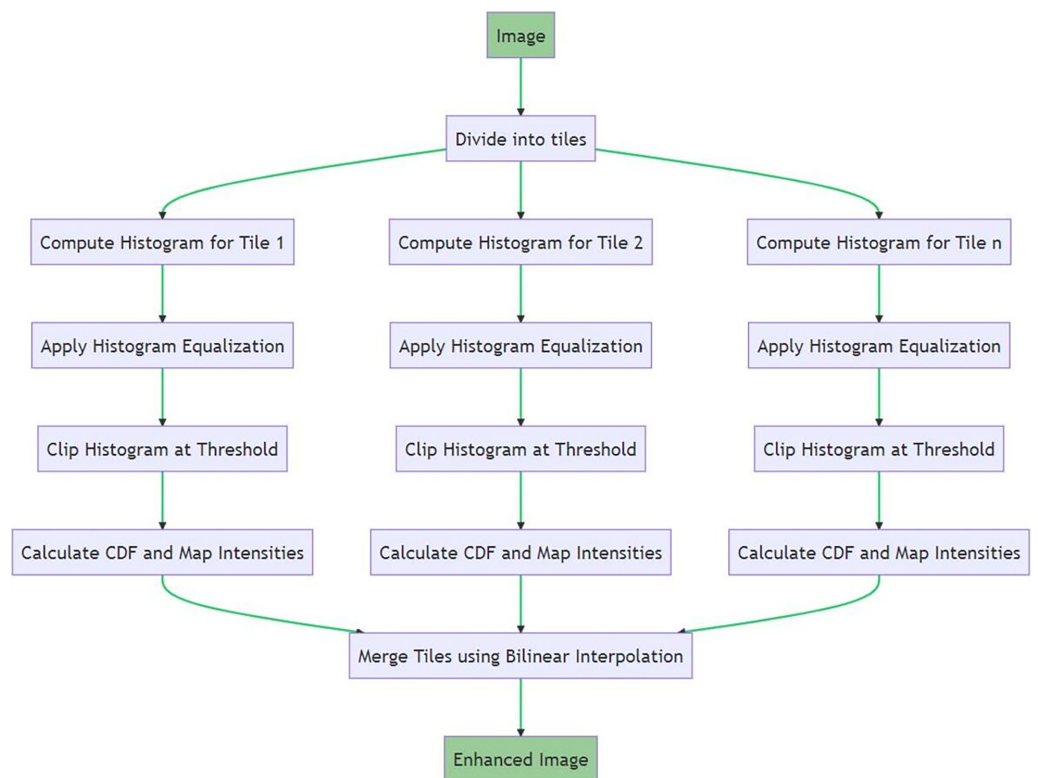 Image
Divide into tiles
Compute Histogram for Tile 1
Compute Histogram for Tile 2
Compute Histogram for Tile n
Apply Histogram Equalization
Apply Histogram Equalization
Apply Histogram Equalization
Clip Histogram at Threshold
Clip Histogram at Threshold
Clip Histogram at Threshold
Calculate CDF and Map Intensities
Calculate CDF and Map Intensities
Calculate CDF and Map Intensities
Merge Tiles using Bilinear Interpolation
Enhanced Image